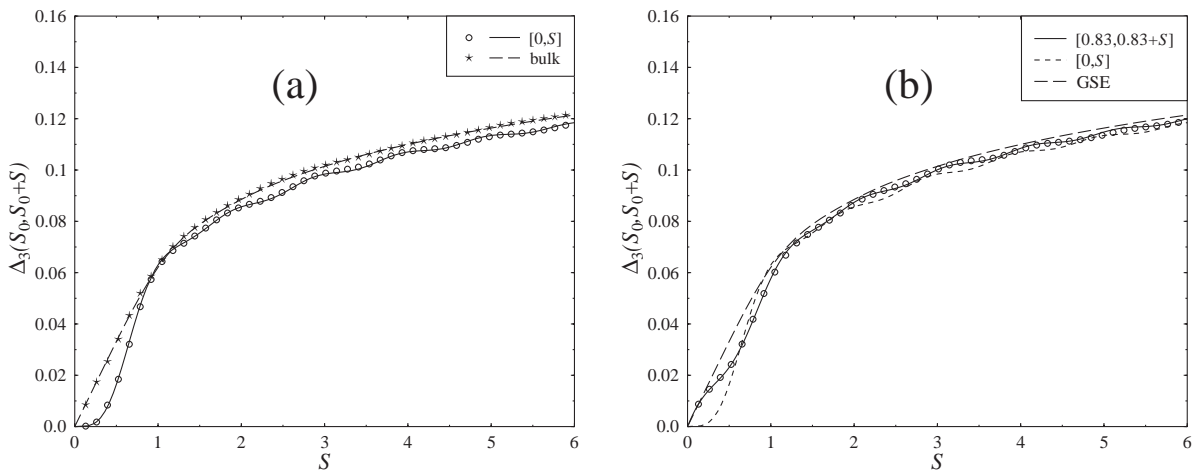 0.16
0.14
0.12
0.1
0.08
0.06
0.04
0.02
0.0
Δ₃(S₀,S₀+S)
0 1 2 3 4 5 6
S
[0,S]
bulk
(a)
0.16
0.14
0.12
0.1
0.08
0.06
0.04
0.02
0.0
Δ₃(S₀,S₀+S)
0 1 2 3 4 5 6
S
[0.83,0.83+S]
[0,S]
GSE
(b)